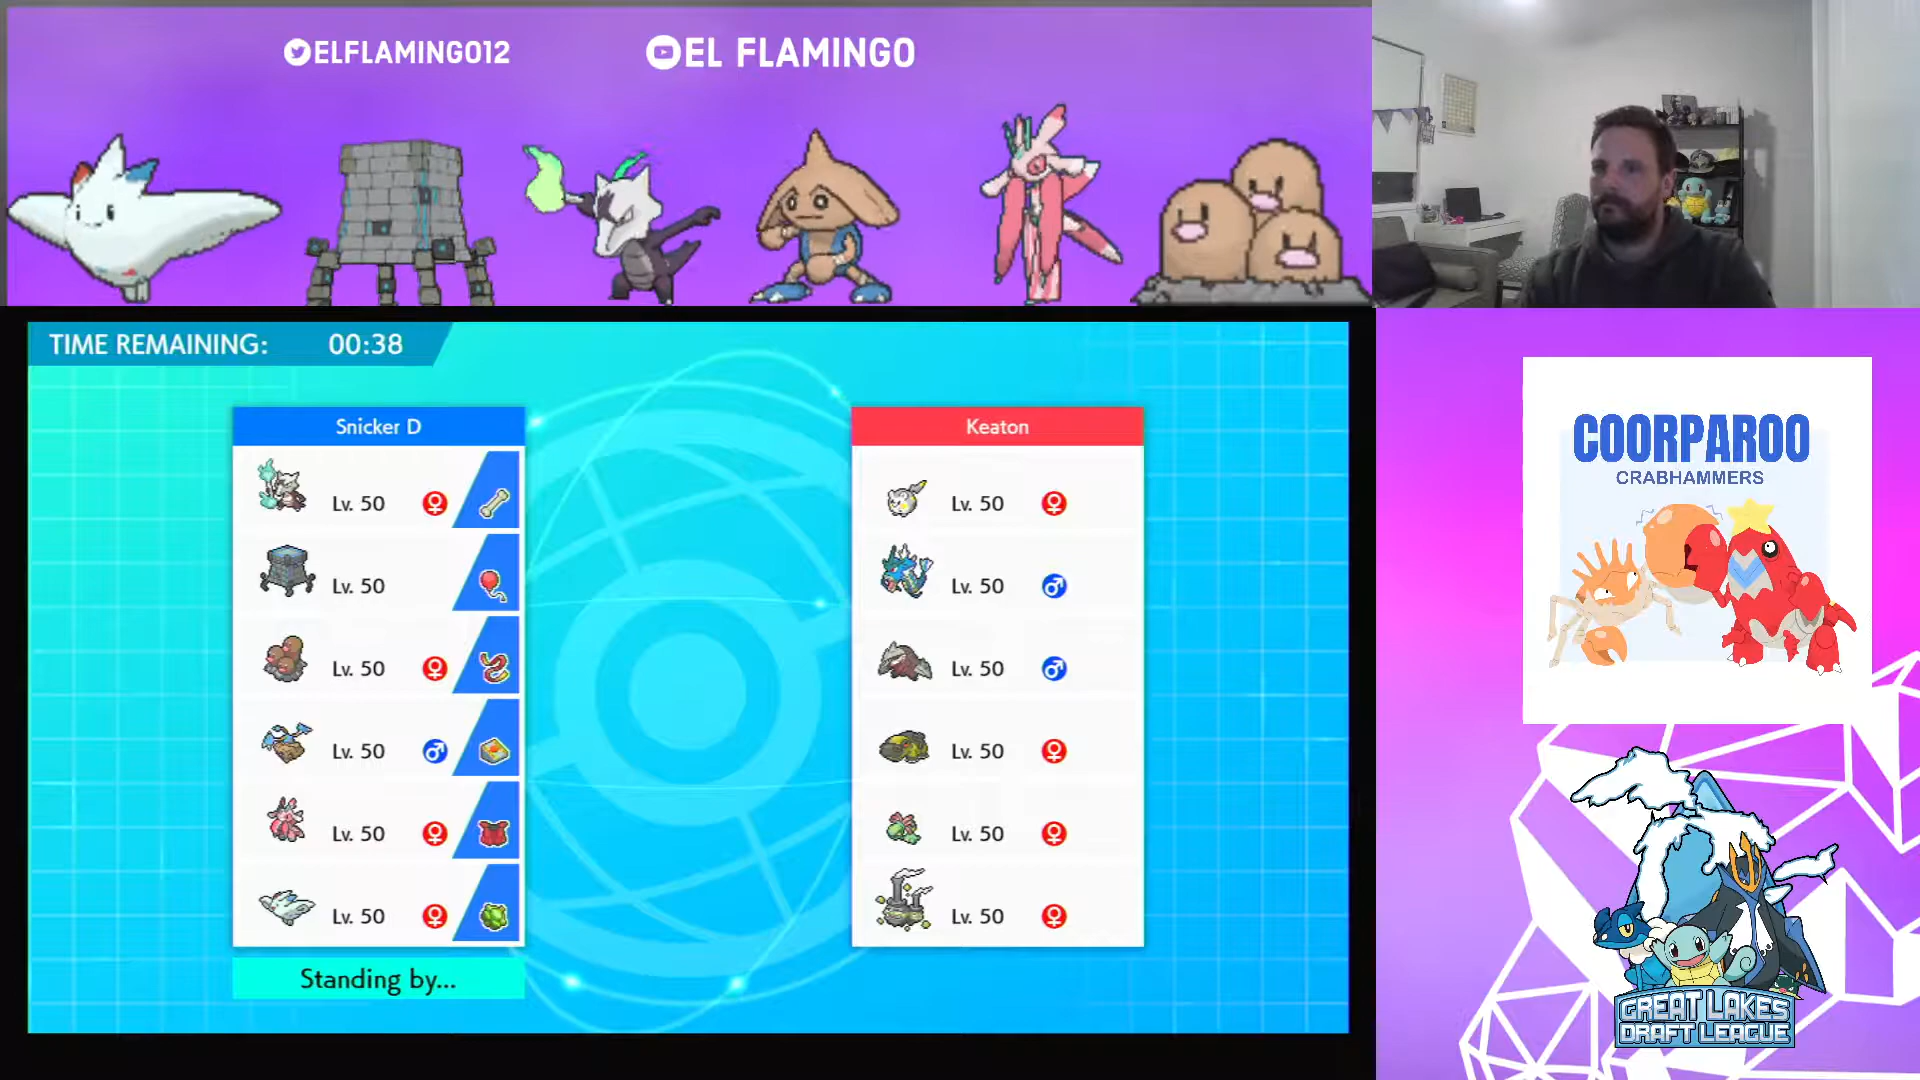 ELFLAMINGO12
EL FLAMINGO
TIME REMAINING: 00:38
Snicker D
Lv. 50
Lv. 50
Lv. 50
Lv. 50
Lv. 50
Lv. 50
Standing by...
Keaton
Lv. 50
Lv. 50
Lv. 50
Lv. 50
Lv. 50
Lv. 50
COORPAROO
CRABHAMMERS
GREAT LAKES
DRAFT LEAGUE